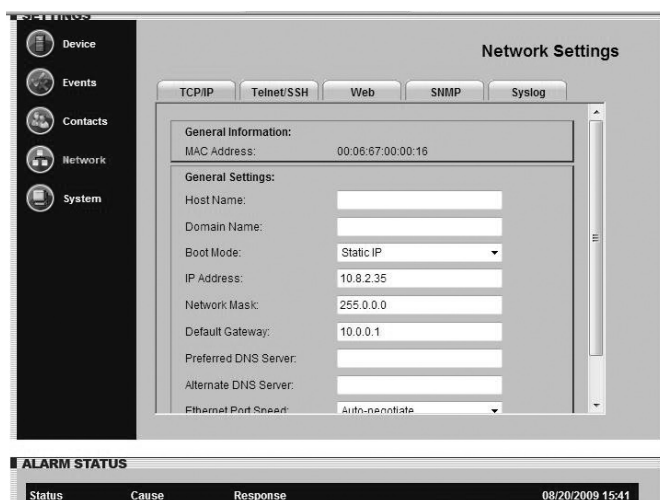 SETTINGS
Device
Events
Contacts
Network
System
Network Settings
TCP/IP Telnet/SSH Web SNMP Syslog
General Information:
MAC Address: 00:06:67:00:00:16
General Settings:
Host Name:
Domain Name:
Boot Mode: Static IP
IP Address: 10.8.2.35
Network Mask: 255.0.0.0
Default Gateway: 10.0.0.1
Preferred DNS Server:
Alternate DNS Server:
Ethernet Port Speed: Auto-negotiate
ALARM STATUS
Status Cause Response 08/20/2009 15:41